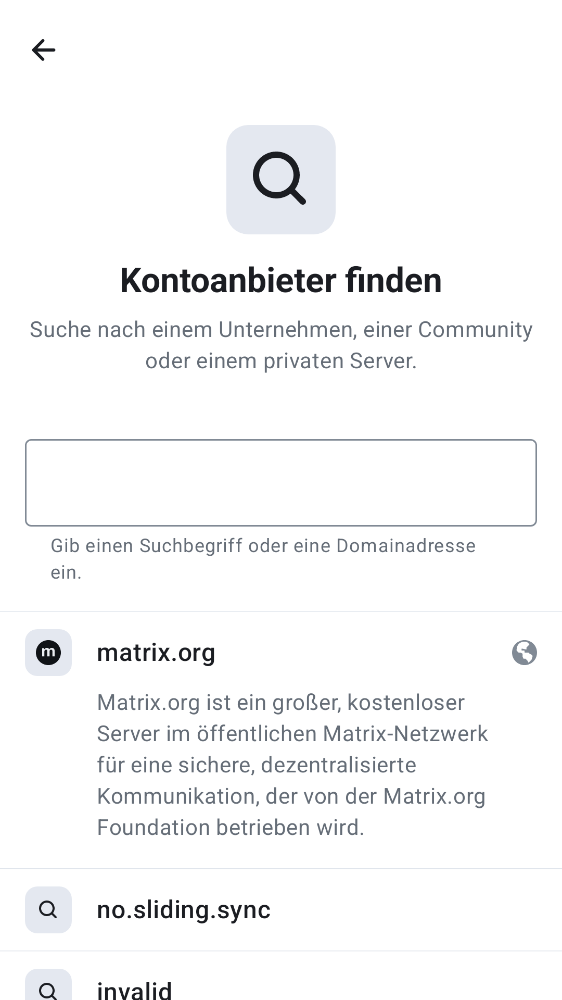 Kontoanbieter finden
Suche nach einem Unternehmen, einer Community
oder einem privaten Server.
Gib einen Suchbegriff oder eine Domainadresse
ein.
m
matrix.org
Matrix.org ist ein großer, kostenloser
Server im öffentlichen Matrix-Netzwerk
für eine sichere, dezentralisierte
Kommunikation, der von der Matrix.org
Foundation betrieben wird.
no.sliding.sync
invalid